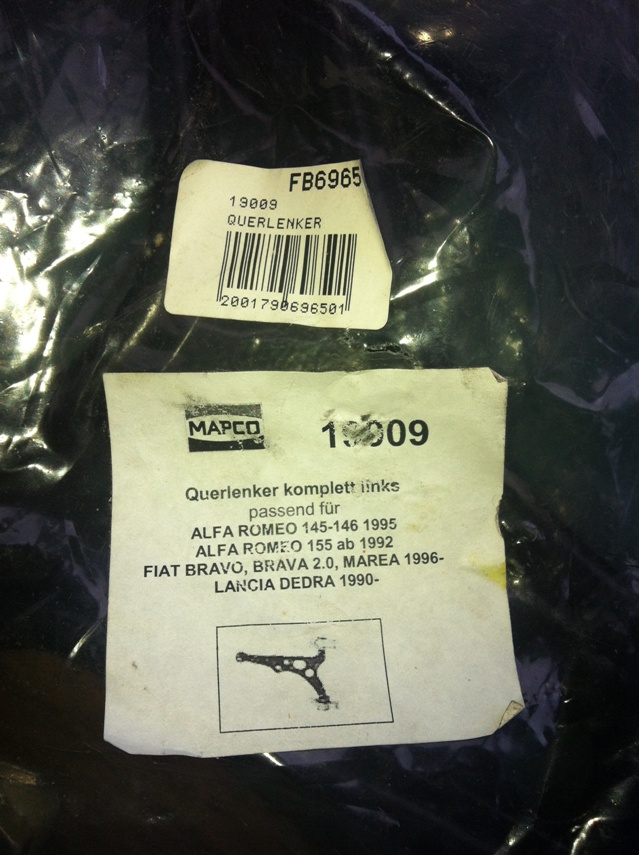 FB6965
19009
QUERLENKER
2001790696501
MAPCO
19009
Querlenker komplett links
passend für
ALFA ROMEO 145-146 1995
ALFA ROMEO 155 ab 1992
FIAT BRAVO, BRAVA 2.0, MAREA 1996-
LANCIA DEDRA 1990-